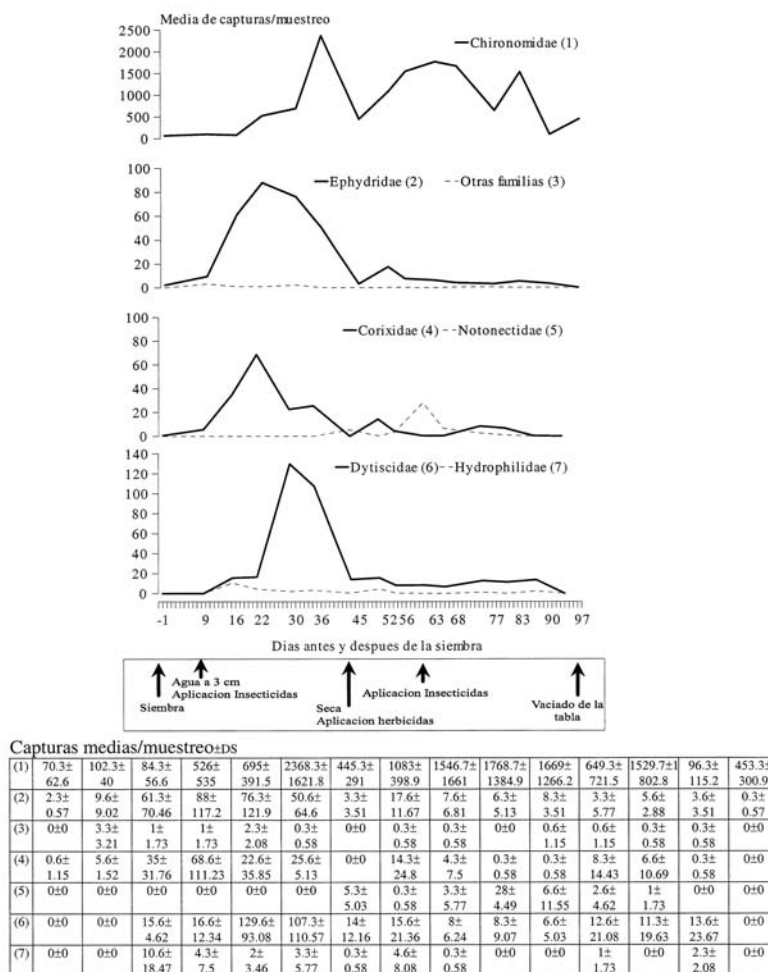 Media de capturas/muestreo
2500
2000
1500
1000
500
0
Chironomidae (1)
100
80
60
40
20
0
Ephydridae (2) Otras familias (3)
100
80
60
40
20
0
Corixidae (4) Notonectidae (5)
140
120
100
80
60
40
20
0
Dytiscidae (6) Hydrophilidae (7)
-1 9 16 22 30 36 45 52 56 63 68 77 83 90 97
Dias antes y despues de la siembra
Siembra
Agua a 3 cm
Aplicacion Insecticidas
Seca
Aplicacion herbicidas
Aplicacion Insecticidas
Vaciado de la
tabla
Capturas medias/muestreo±DS
(1) 70.3± 102.3± 84.3± 526± 695± 2368.3± 445.3± 1083± 1546.7± 1768.7± 1669± 649.3± 1529.7±1 96.3± 453.3±
62.6 40 56.6 535 391.5 1621.8 291 398.9 1661 1384.9 1266.2 721.5 802.8 115.2 300.9
(2) 2.3± 9.6± 61.3± 88± 76.3± 50.6± 3.3± 17.6± 7.6± 6.3± 8.3± 3.3± 5.6± 3.6± 0.3±
0.57 9.02 70.46 117.2 121.9 64.6 3.51 11.67 6.81 5.13 3.51 5.77 2.88 3.51 0.57
(3) 0±0 3.3± 1± 1± 2.3± 0.3± 0±0 0.3± 0.3± 0±0 0.6± 0.6± 0.3± 0.3± 0±0
3.21 1.73 1.73 2.08 0.58 0.58 0.58 1.15 1.15 0.58 0.58
(4) 0.6± 5.6± 35± 68.6± 22.6± 25.6± 0±0 14.3± 4.3± 0.3± 0.3± 8.3± 6.6± 0.3± 0±0
1.15 1.52 31.76 111.23 35.85 5.13 24.8 7.5 0.58 0.58 14.43 10.69 0.58
(5) 0±0 0±0 0±0 0±0 0±0 0±0 5.3± 0.3± 3.3± 28± 6.6± 2.6± 1± 0±0 0±0
5.03 0.58 5.77 4.49 11.55 4.62 1.73
(6) 0±0 0±0 15.6± 16.6± 129.6± 107.3± 14± 15.6± 8± 8.3± 6.6± 12.6± 11.3± 13.6± 0±0
4.62 12.34 93.08 110.57 12.16 21.36 6.24 9.07 5.03 21.08 19.63 23.67
(7) 0±0 0±0 10.6± 4.3± 2± 3.3± 0.3± 4.6± 0.3± 0±0 0±0 1± 0±0 2.3± 0±0
18.47 7.5 3.46 5.77 0.58 8.08 0.58 1.73 2.08